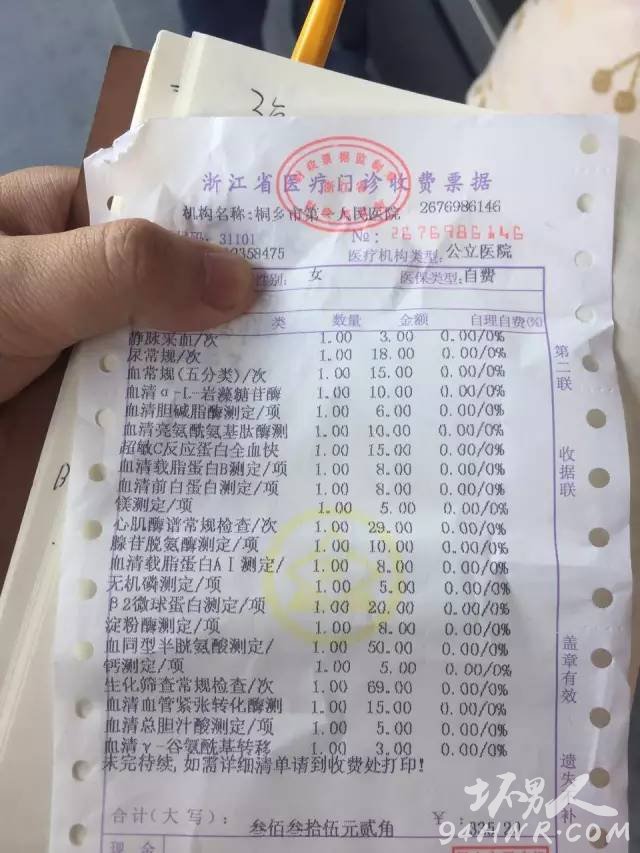 浙江省医疗门诊收费票据
机构名称:桐乡市第一人民医院 2676986146
31101 №: 2676986146
2358475 医疗机构类型:公立医院
性别: 女 医保类型:自费
类 数量 金额 自理自费(%)
静脉采血/次 1.00 3.00 0.00/0%
尿常规/次 1.00 18.00 0.00/0%
血常规(五分类)/次 1.00 15.00 0.00/0%
血清α-L-岩藻糖苷酶 1.00 10.00 0.00/0%
血清胆碱脂酶测定/项 1.00 6.00 0.00/0%
血清亮氨酰氨基肽酶测 1.00 10.00 0.00/0%
超敏C反应蛋白全血快 1.00 15.00 0.00/0%
血清载脂蛋白B测定/项 1.00 8.00 0.00/0%
血清前白蛋白测定/项 1.00 8.00 0.00/0%
镁测定/项 1.00 5.00 0.00/0%
心肌酶谱常规检查/次 1.00 29.00 0.00/0%
腺苷脱氨酶测定/项 1.00 10.00 0.00/0%
血清载脂蛋白AⅠ测定/ 1.00 8.00 0.00/0%
无机磷测定/项 1.00 5.00 0.00/0%
β2微球蛋白测定/项 1.00 20.00 0.00/0%
淀粉酶测定/项 1.00 8.00 0.00/0%
血同型半胱氨酸测定/ 1.00 50.00 0.00/0%
钙测定/项 1.00 5.00 0.00/0%
生化筛查常规检查/次 1.00 69.00 0.00/0%
血清血管紧张转化酶测 1.00 15.00 0.00/0%
血清总胆汁酸测定/项 1.00 5.00 0.00/0%
血清γ-谷氨酰基转移 1.00 3.00 0.00/0%
未完待续,如需详细清单请到收费处打印!
合计(大写): 叁佰叁拾伍元贰角 ¥: 335.20
现金
第二联
收据联
盖章有效
遗失
补
坏男人
94HNR.com